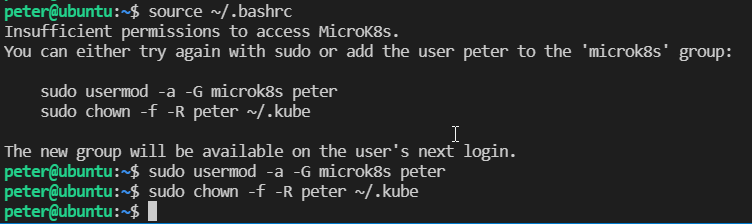 peter@ubuntu:~$ source ~/.bashrc
Insufficient permissions to access MicroK8s.
You can either try again with sudo or add the user peter to the 'microk8s' group:
    sudo usermod -a -G microk8s peter
    sudo chown -f -R peter ~/.kube
The new group will be available on the user's next login.
peter@ubuntu:~$ sudo usermod -a -G microk8s peter
peter@ubuntu:~$ sudo chown -f -R peter ~/.kube
peter@ubuntu:~$